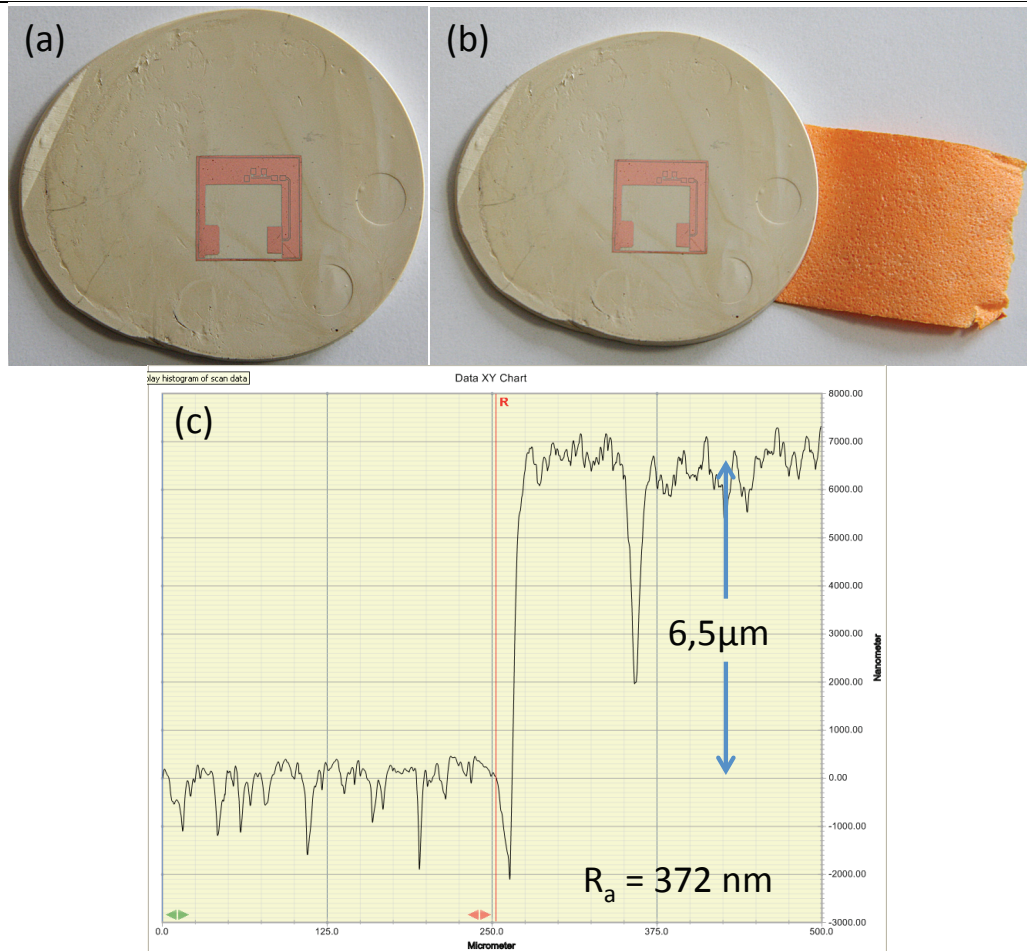 (a)
(b)
play histogram of scan data
Data XY Chart
(c)
R
8000.00
7000.00
6000.00
5000.00
4000.00
3000.00
2000.00
1000.00
0.00
-1000.00
-2000.00
-3000.00
Nanometer
6,5μm
Ra = 372 nm
0.0
125.0
250.0
375.0
500.0
Micrometer